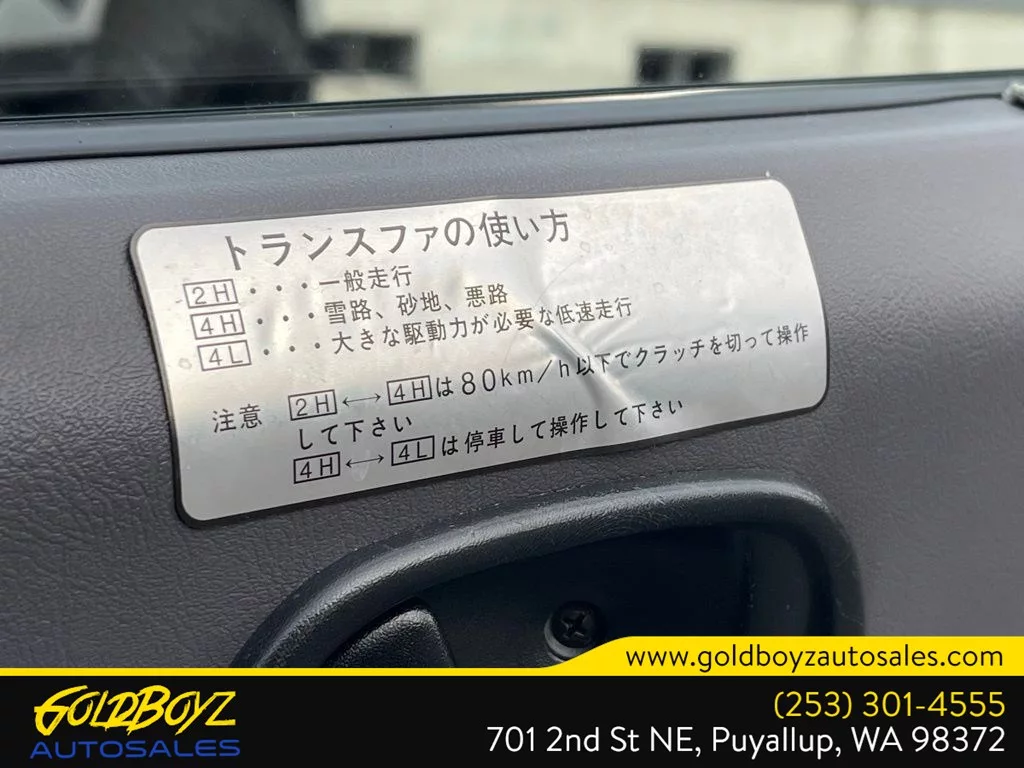 トランスファの使い方
2H・・・一般走行
4H・・・雪路、砂地、悪路
4L・・・大きな駆動力が必要な低速走行
注意 2H←→4Hは80km/h以下でクラッチを切って操作
して下さい
4H←→4Lは停車して操作して下さい
www.goldboyzautosales.com
GOLDBOYZ
AUTOSALES
(253) 301-4555
701 2nd St NE, Puyallup, WA 98372